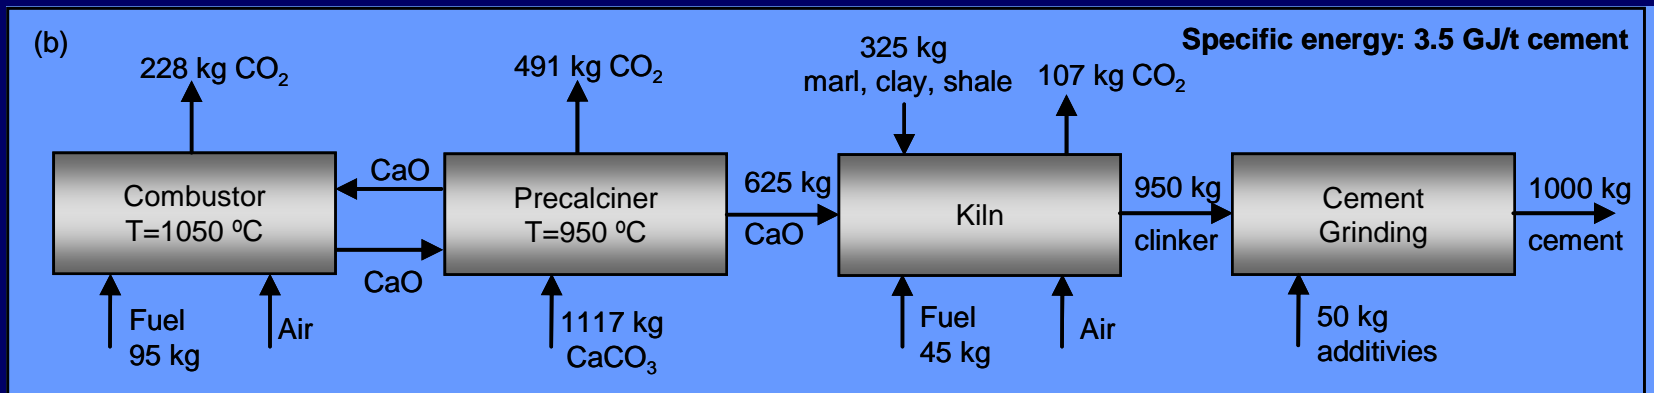 (b)
Specific energy: 3.5 GJ/t cement
228 kg CO₂
491 kg CO₂
325 kg
marl, clay, shale
107 kg CO₂
Combustor
T=1050 ºC
CaO
CaO
Precalciner
T=950 ºC
625 kg
CaO
Kiln
950 kg
clinker
Cement
Grinding
1000 kg
cement
Fuel
95 kg
Air
1117 kg
CaCO₃
Fuel
45 kg
Air
50 kg
additivies